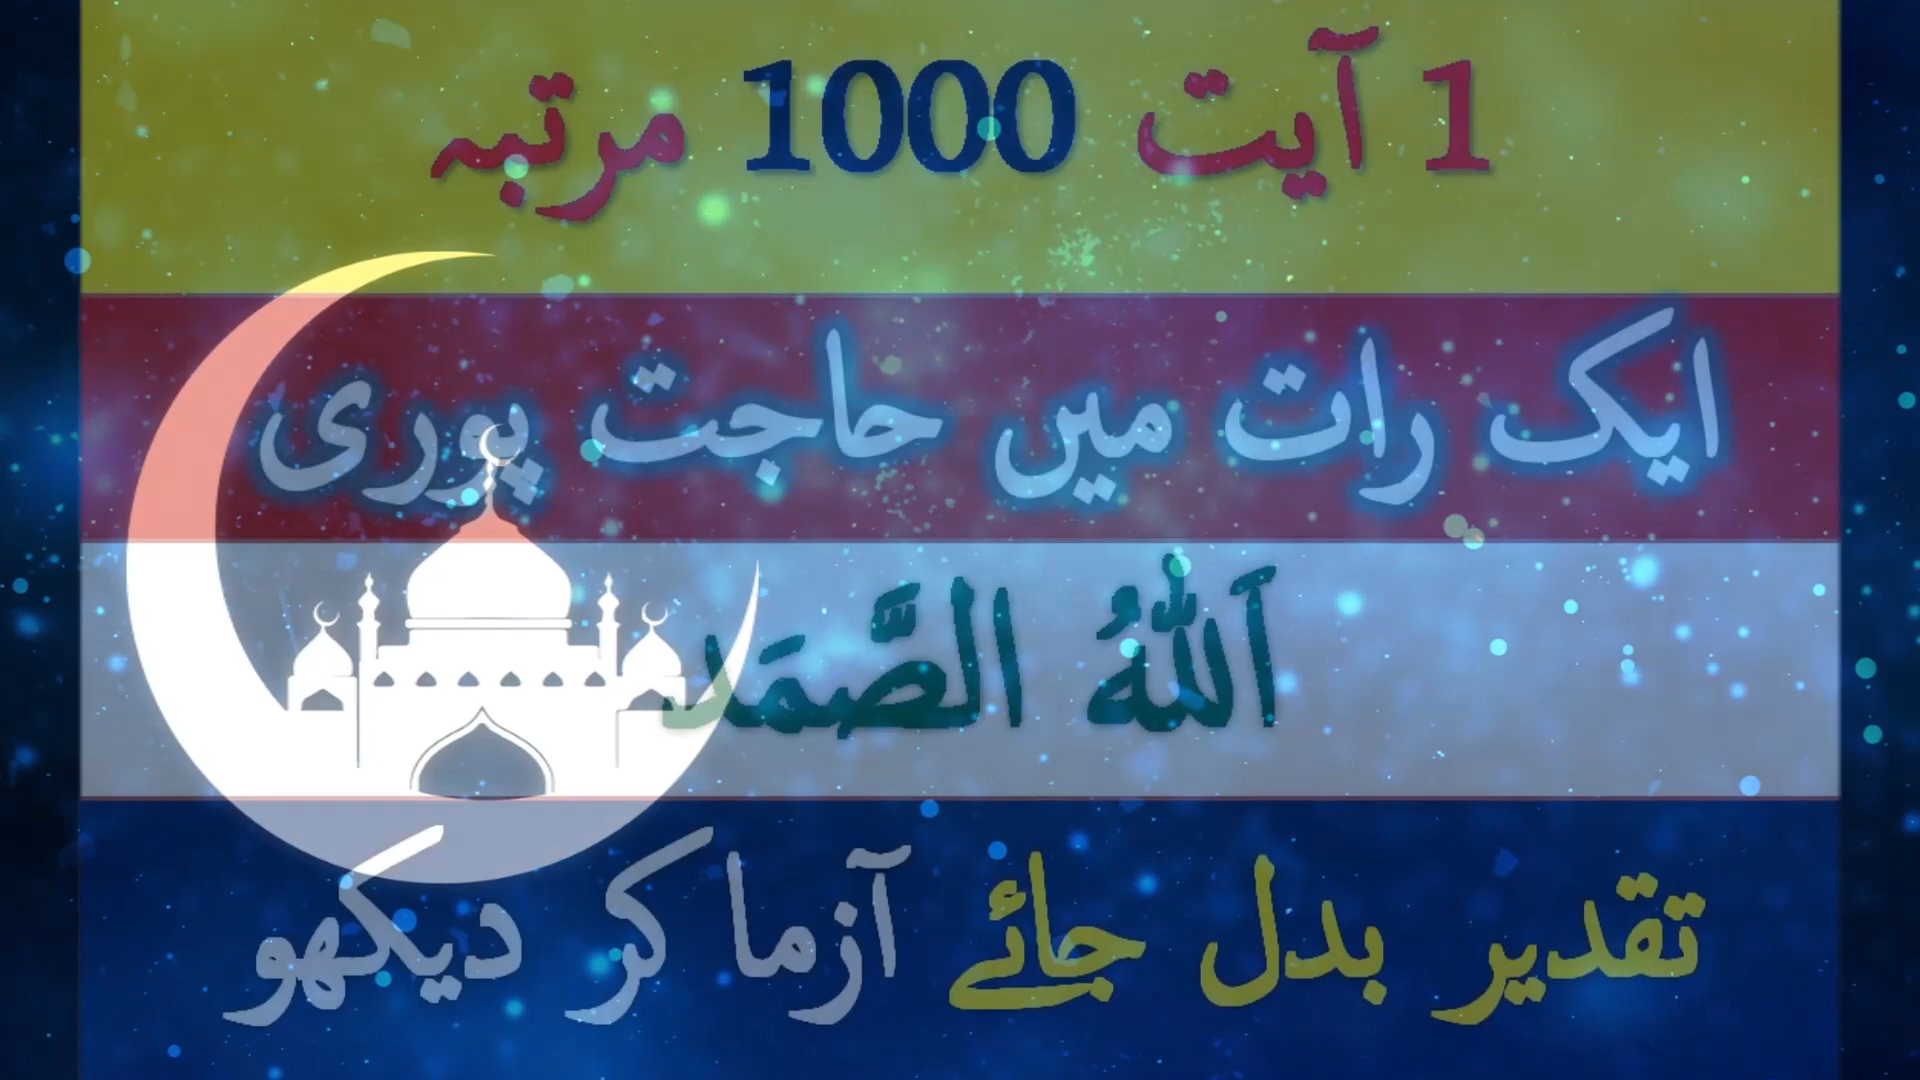 1 آیت 1000 مرتبہ
ایک رات میں حاجت پوری
اَللّٰہُ الصَّمَد
تقدیر بدل جائے آزما کر دیکھو